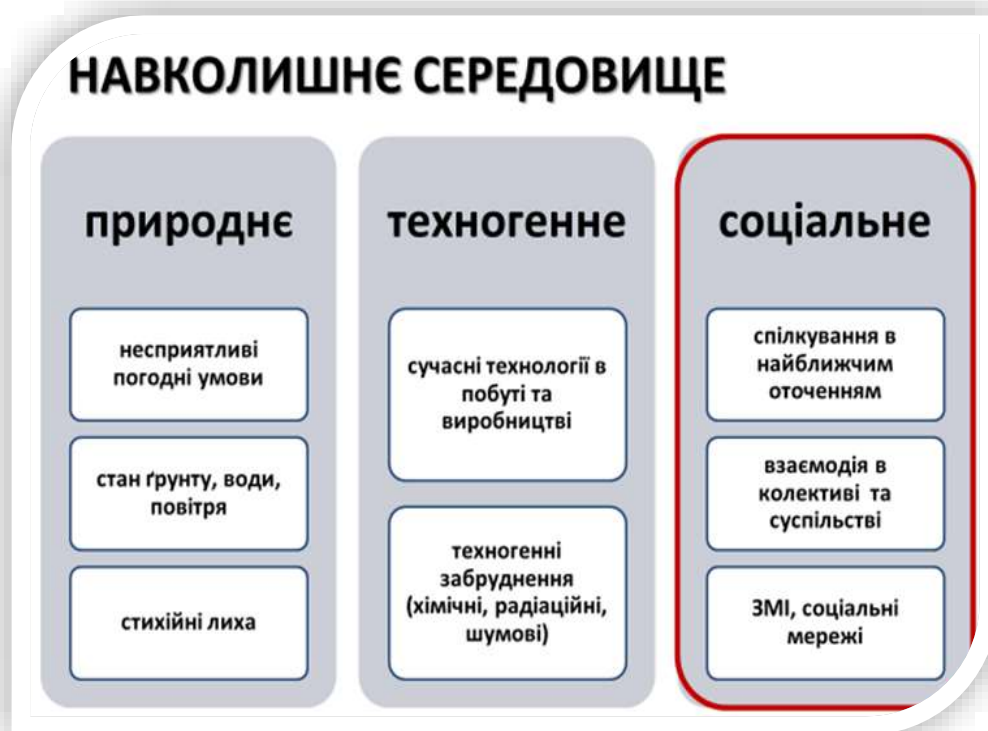 НАВКОЛИШНЄ СЕРЕДОВИЩЕ
природнє
несприятливі
погодні умови
стан ґрунту, води,
повітря
стихійні лиха
техногенне
сучасні технології в
побуті та
виробництві
техногенні
забруднення
(хімічні, радіаційні,
шумові)
соціальне
спілкування в
найближчим
оточенням
взаємодія в
колективі та
суспільстві
ЗМІ, соціальні
мережі